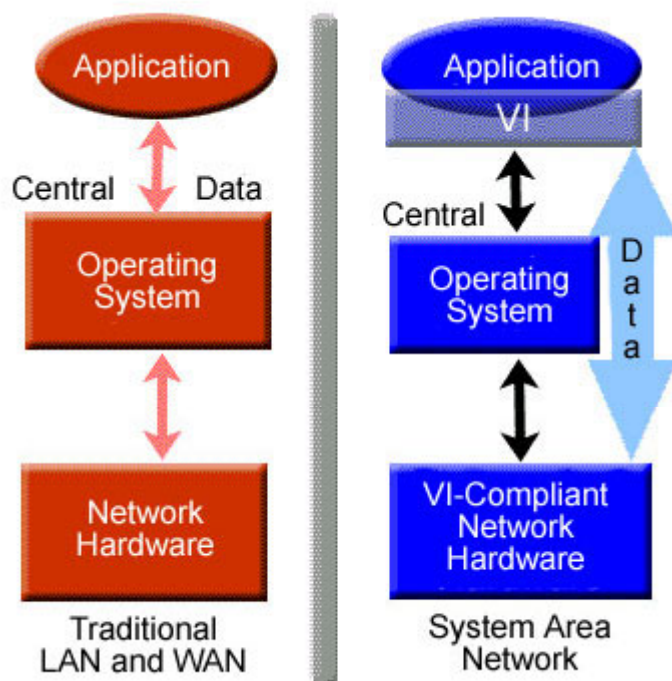 Application
Central Data
Operating
System
Network
Hardware
Traditional
LAN and WAN
Application
VI
Central
Operating
System
Data
VI-Compliant
Network
Hardware
System Area
Network